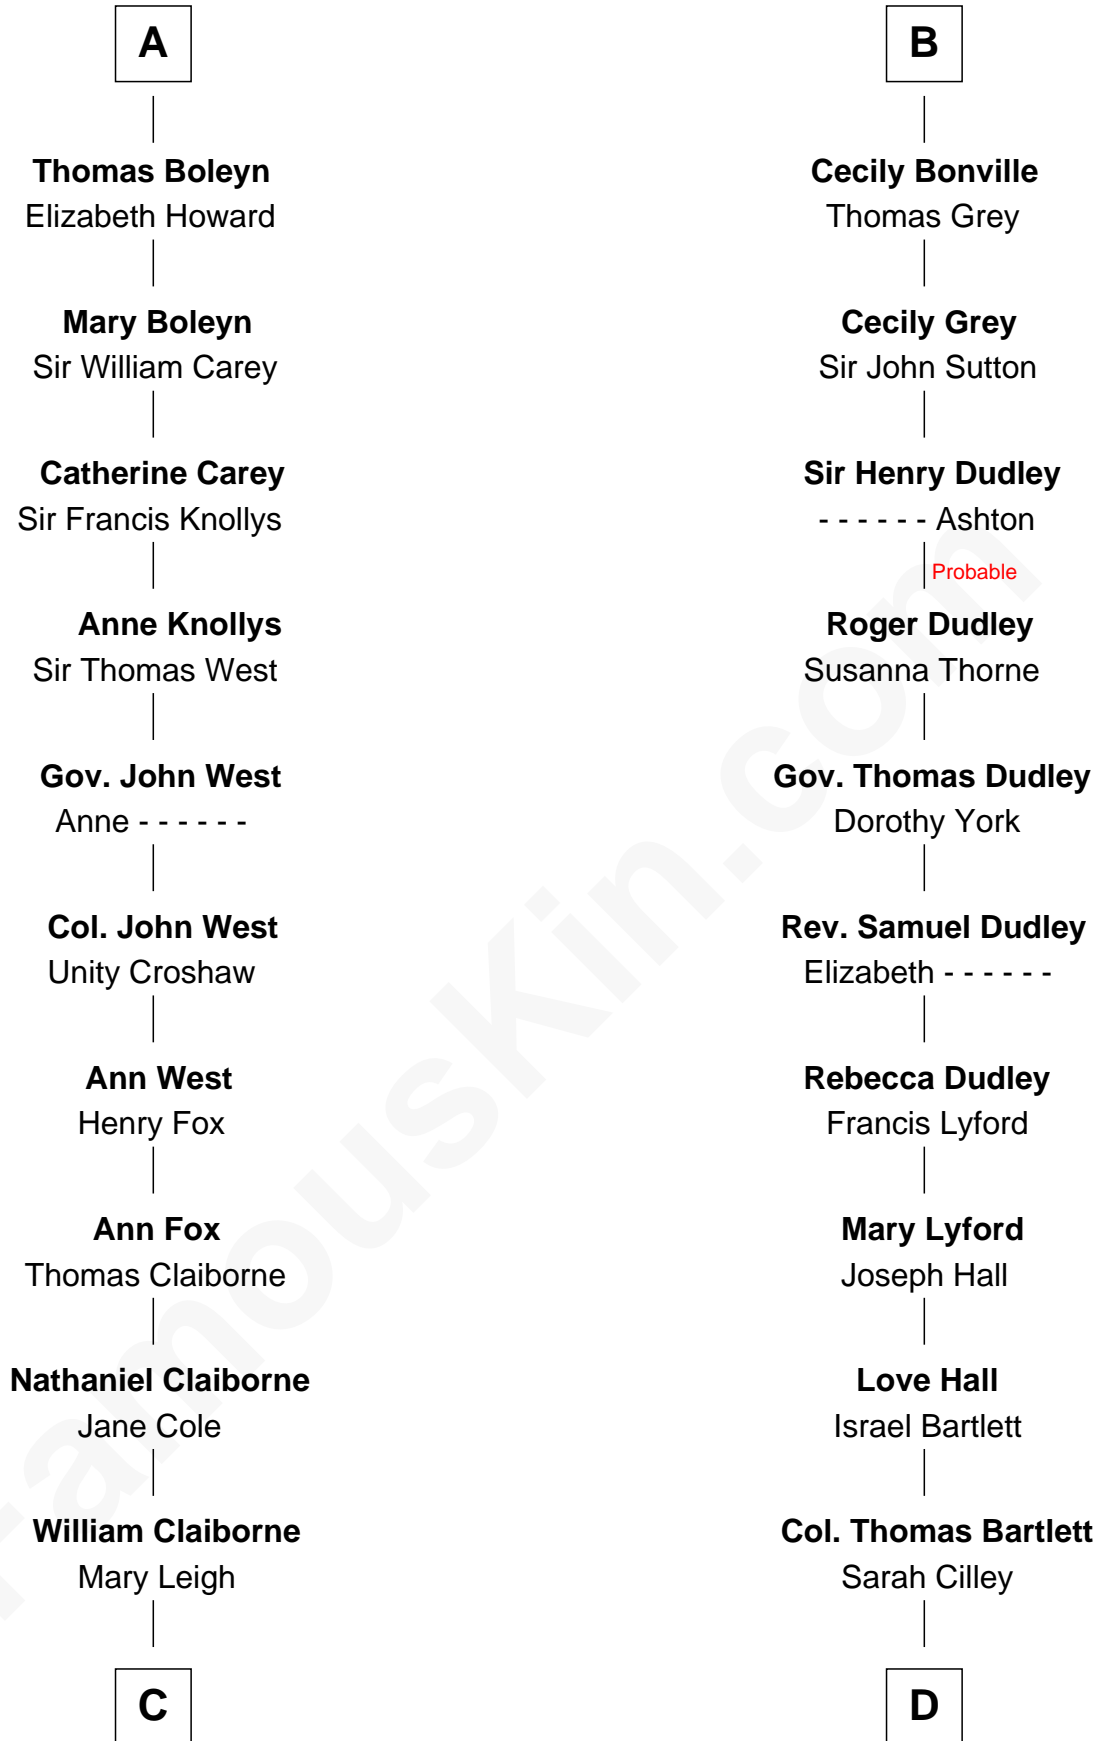 A
Thomas Boleyn
Elizabeth Howard
Mary Boleyn
Sir William Carey
Catherine Carey
Sir Francis Knollys
Anne Knollys
Sir Thomas West
Gov. John West
Anne - - - - - -
Col. John West
Unity Croshaw
Ann West
Henry Fox
Ann Fox
Thomas Claiborne
Nathaniel Claiborne
Jane Cole
William Claiborne
Mary Leigh
C
B
Cecily Bonville
Thomas Grey
Cecily Grey
Sir John Sutton
Sir Henry Dudley
- - - - - - Ashton
Probable
Roger Dudley
Susanna Thorne
Gov. Thomas Dudley
Dorothy York
Rev. Samuel Dudley
Elizabeth - - - - - -
Rebecca Dudley
Francis Lyford
Mary Lyford
Joseph Hall
Love Hall
Israel Bartlett
Col. Thomas Bartlett
Sarah Cilley
D
FamousKin.com